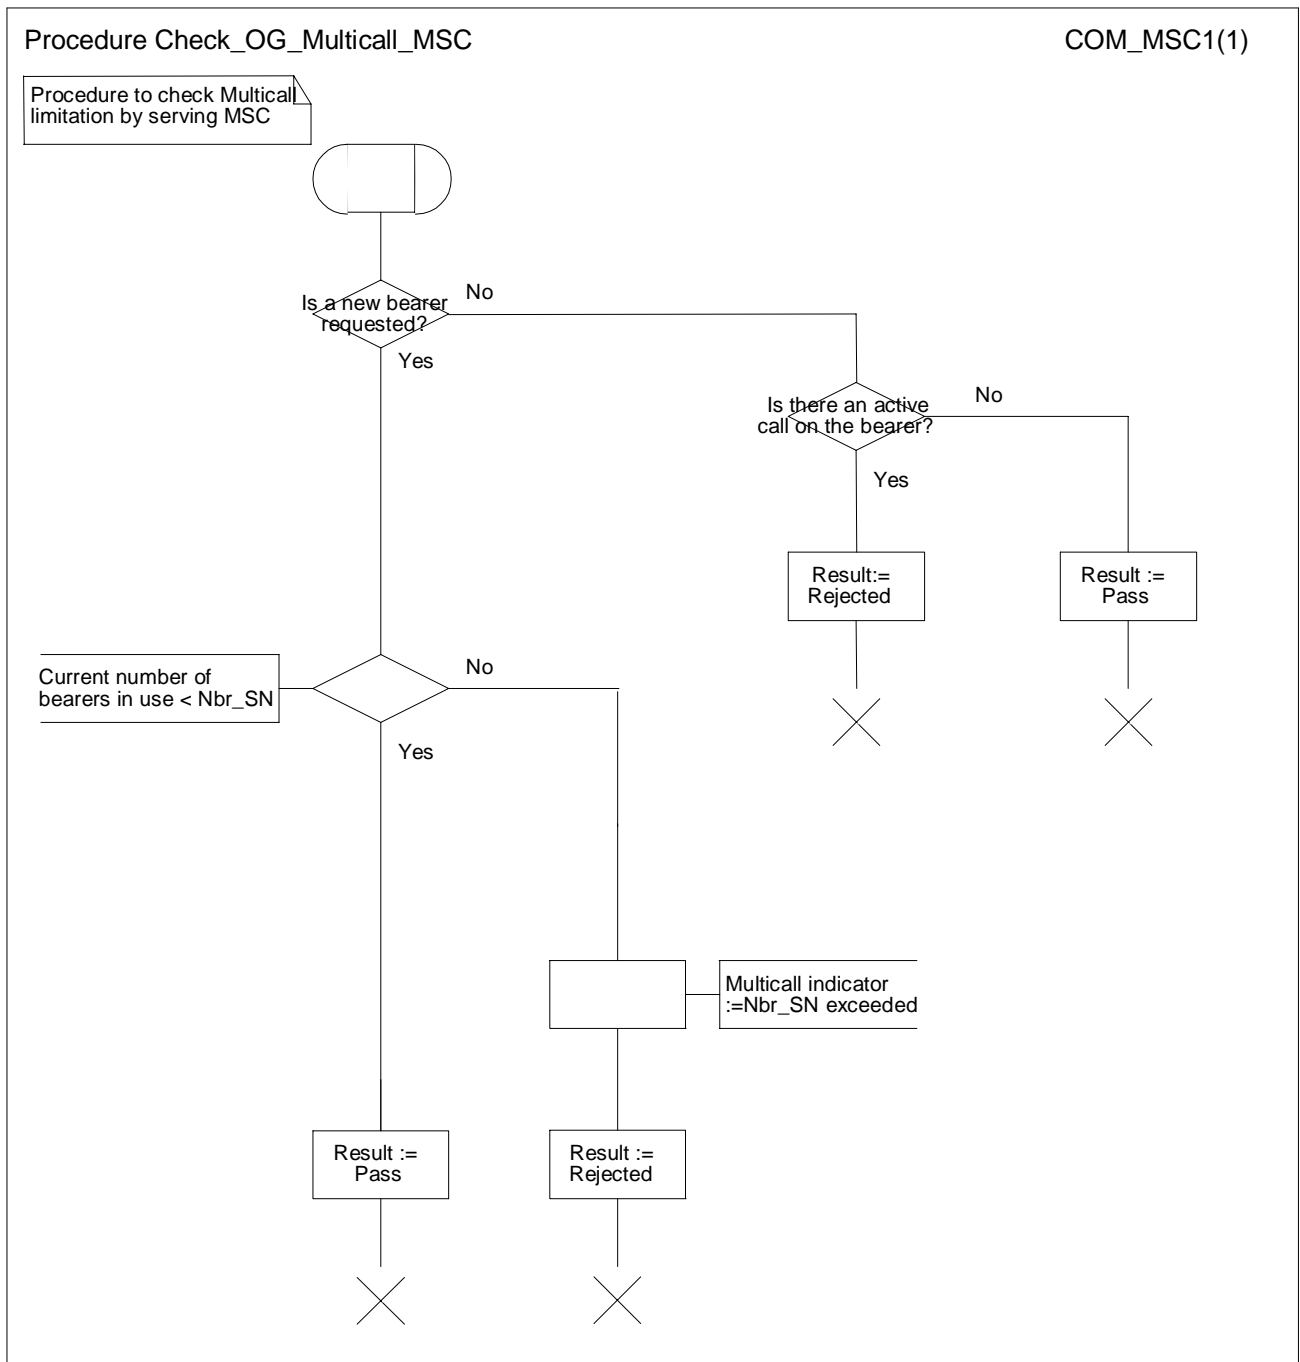 Procedure Check_OG_Multicall_MSC
COM_MSC1(1)
Procedure to check Multicall
limitation by serving MSC
Is a new bearer
requested?
No
Yes
Is there an active
call on the bearer?
No
Yes
Result:=
Rejected
Result :=
Pass
Current number of
bearers in use < Nbr_SN
No
Yes
Multicall indicator
:=Nbr_SN exceeded
Result :=
Pass
Result :=
Rejected